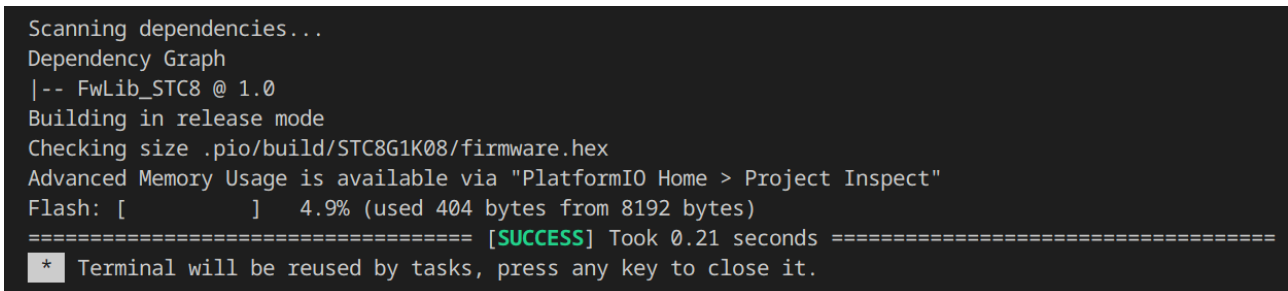 Scanning dependencies...
Dependency Graph
|-- FwLib_STC8 @ 1.0
Building in release mode
Checking size .pio/build/STC8G1K08/firmware.hex
Advanced Memory Usage is available via "PlatformIO Home > Project Inspect"
Flash: [          ]   4.9% (used 404 bytes from 8192 bytes)
==================================== [SUCCESS] Took 0.21 seconds ====================================
* Terminal will be reused by tasks, press any key to close it.